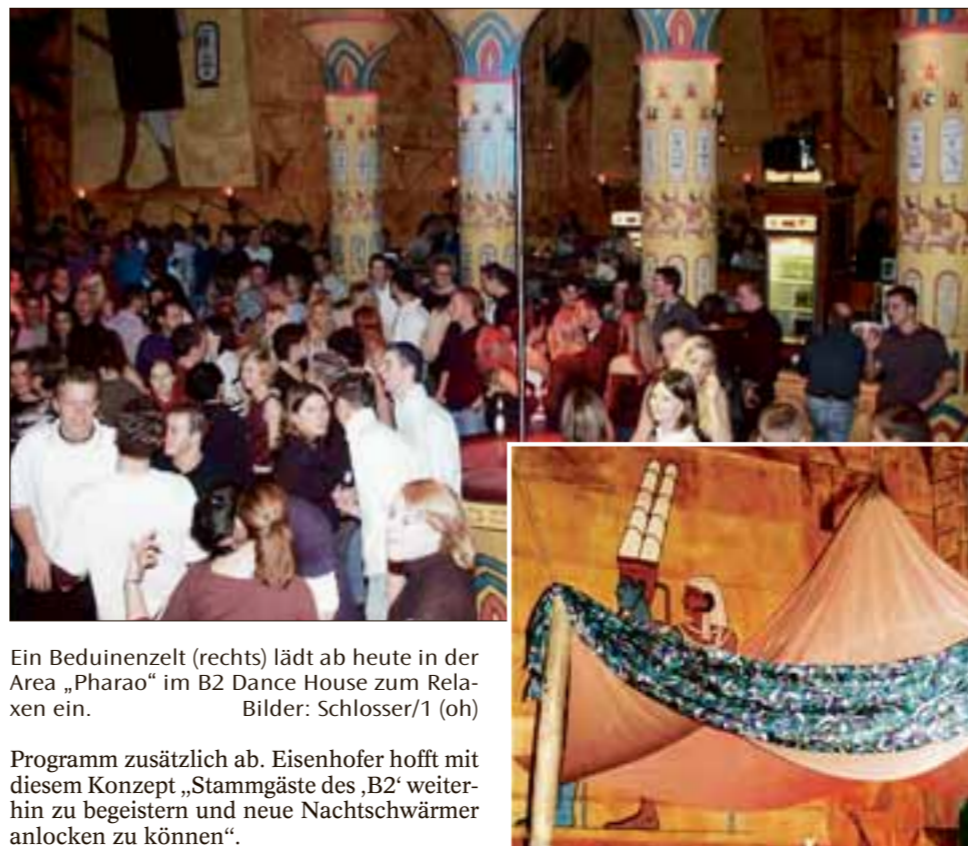 Ein Beduinenzelt (rechts) lädt ab heute in der
Area „Pharao“ im B2 Dance House zum Rela-
xen ein. Bilder: Schlosser/1 (oh)
Programm zusätzlich ab. Eisenhofer hofft mit
diesem Konzept „Stammgäste des ‚B2‘ weiter-
hin zu begeistern und neue Nachtschwärmer
anlocken zu können“.